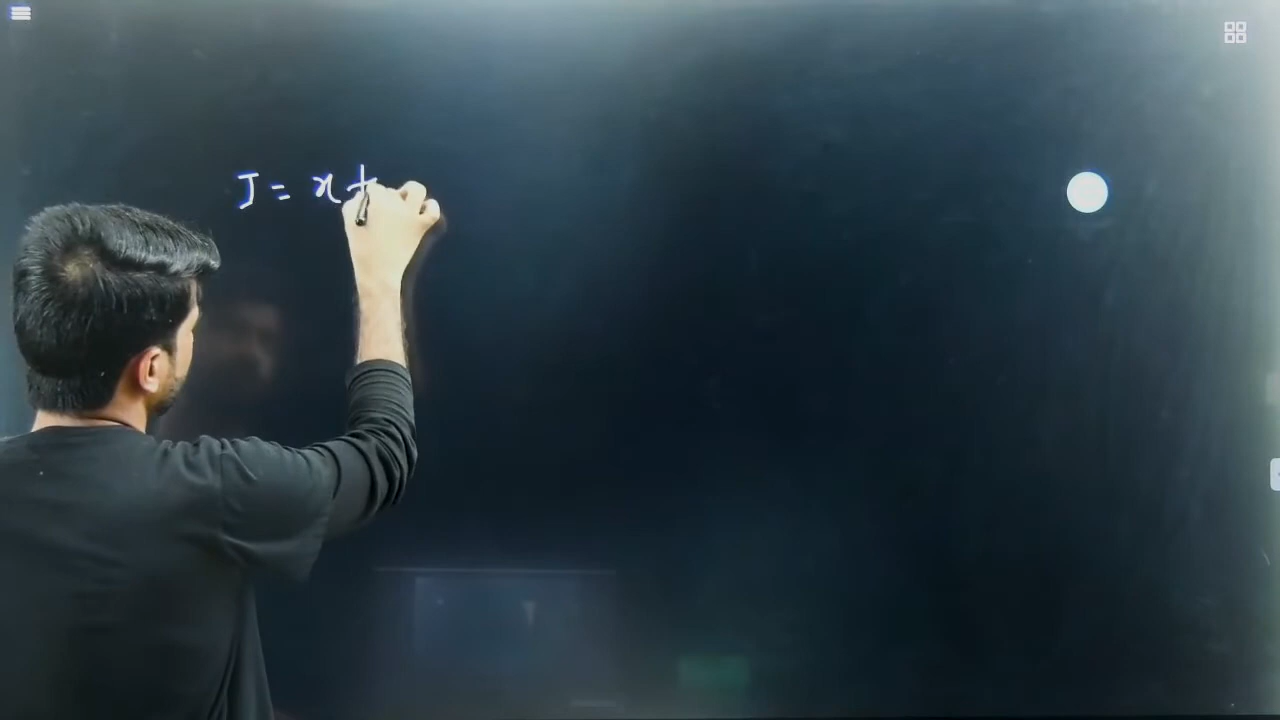 J = x +